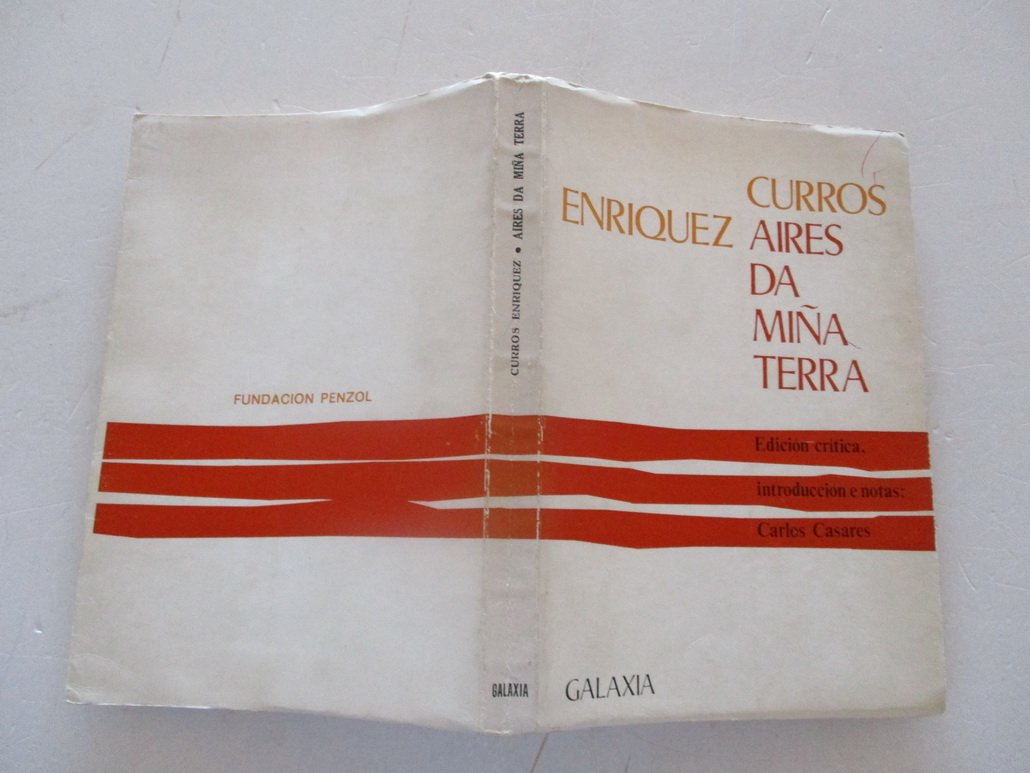 FUNDACION PENZOL
CURROS ENRIQUEZ • AIRES DA MIÑA TERRA
GALAXIA
CURROS
ENRIQUEZ
AIRES
DA
MIÑA
TERRA
Edición crítica,
introducción e notas:
Carlos Casares
GALAXIA